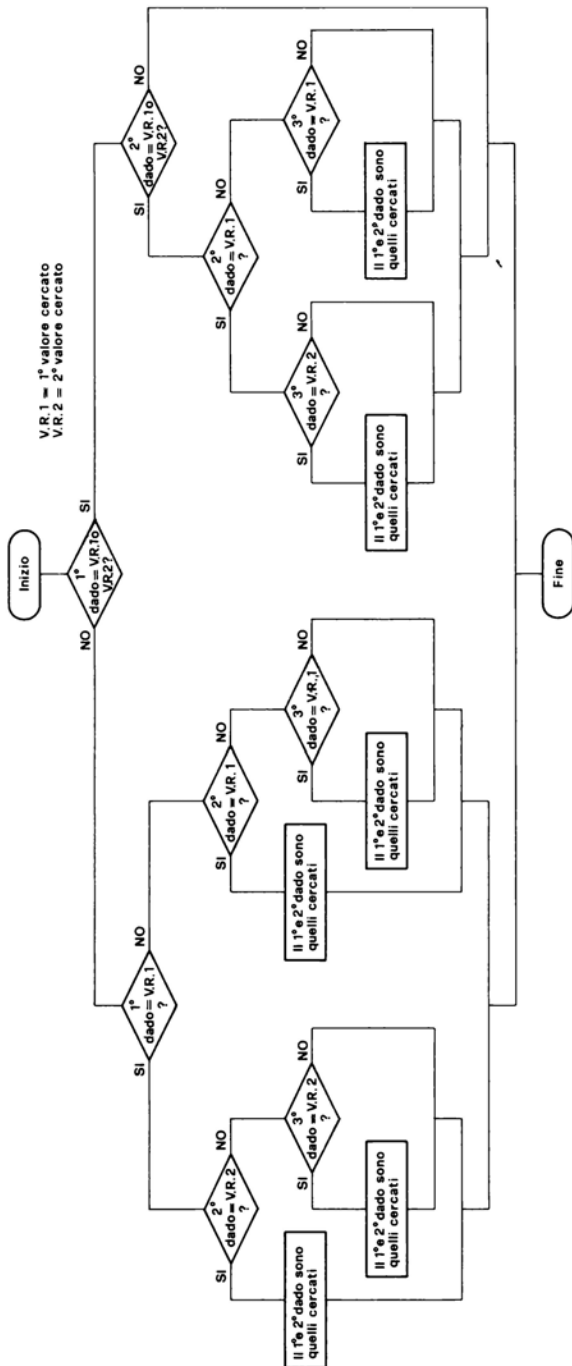 Inizio
V.R.1 = 1° valore cercato
V.R.2 = 2° valore cercato
1°
dado = V.R.1o
V.R.2?
NO
SI
1°
dado = V.R.1
?
SI
NO
2°
dado = V.R.1o
V.R.2?
SI
NO
2°
dado = V.R.2
?
SI
NO
2°
dado = V.R.1
?
SI
NO
2°
dado = V.R.1
?
SI
NO
3°
dado = V.R.2
?
SI
NO
3°
dado = V.R.,1
?
SI
NO
3°
dado = V.R.2
?
SI
NO
3°
dado = V.R.1
?
SI
NO
Il 1°e 2°dado sono
quelli cercati
Il 1°e 2°dado sono
quelli cercati
Il 1°e 2°dado sono
quelli cercati
Il 1°e 2°dado sono
quelli cercati
Il 1°e 2°dado sono
quelli cercati
Il 1°e 2°dado sono
quelli cercati
Fine